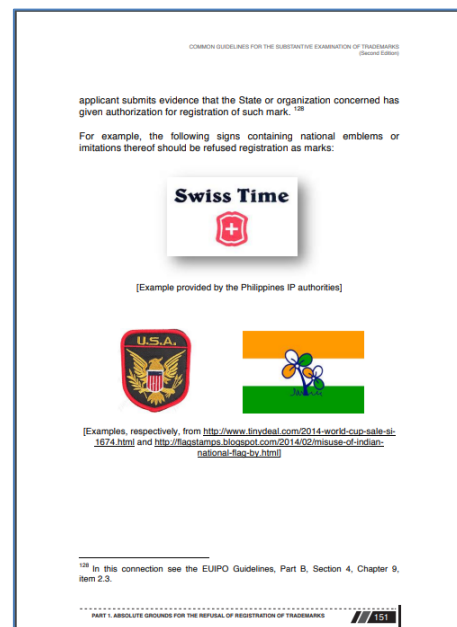 COMMON GUIDELINES FOR THE SUBSTANTIVE EXAMINATION OF TRADEMARKS
(Second Edition)
applicant submits evidence that the State or organization concerned has
given authorization for registration of such mark. 128
For example, the following signs containing national emblems or
imitations thereof should be refused registration as marks:
Swiss Time
[Example provided by the Philippines IP authorities]
U.S.A.
[Examples, respectively, from http://www.tinydeal.com/2014-world-cup-sale-si-
1674.html and http://flagstamps.blogspot.com/2014/02/misuse-of-indian-
national-flag-by.html]
128 In this connection see the EUIPO Guidelines, Part B, Section 4, Chapter 9,
item 2.3.
PART 1. ABSOLUTE GROUNDS FOR THE REFUSAL OF REGISTRATION OF TRADEMARKS 151